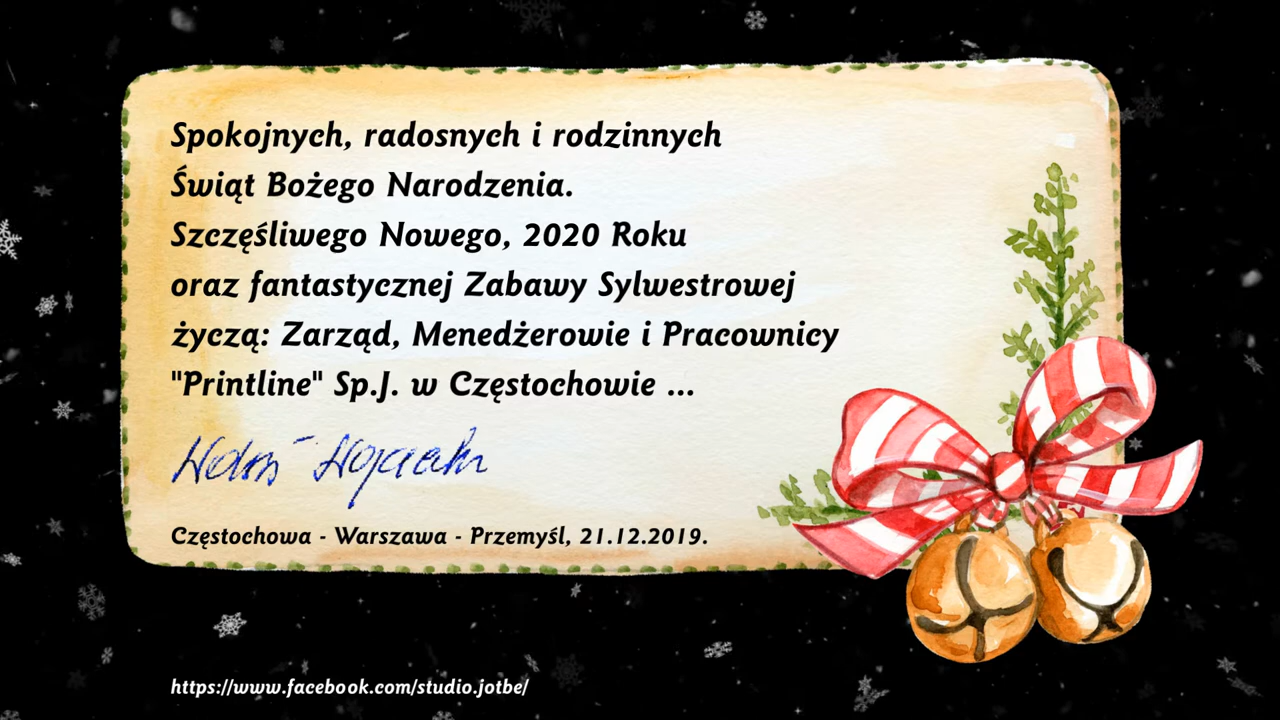 Spokojnych, radosnych i rodzinnych
Świąt Bożego Narodzenia.
Szczęśliwego Nowego, 2020 Roku
oraz fantastycznej Zabawy Sylwestrowej
życzą: Zarząd, Menedżerowie i Pracownicy
"Printline" Sp.J. w Częstochowie ...
Częstochowa - Warszawa - Przemyśl, 21.12.2019.
https://www.facebook.com/studio.jotbe/